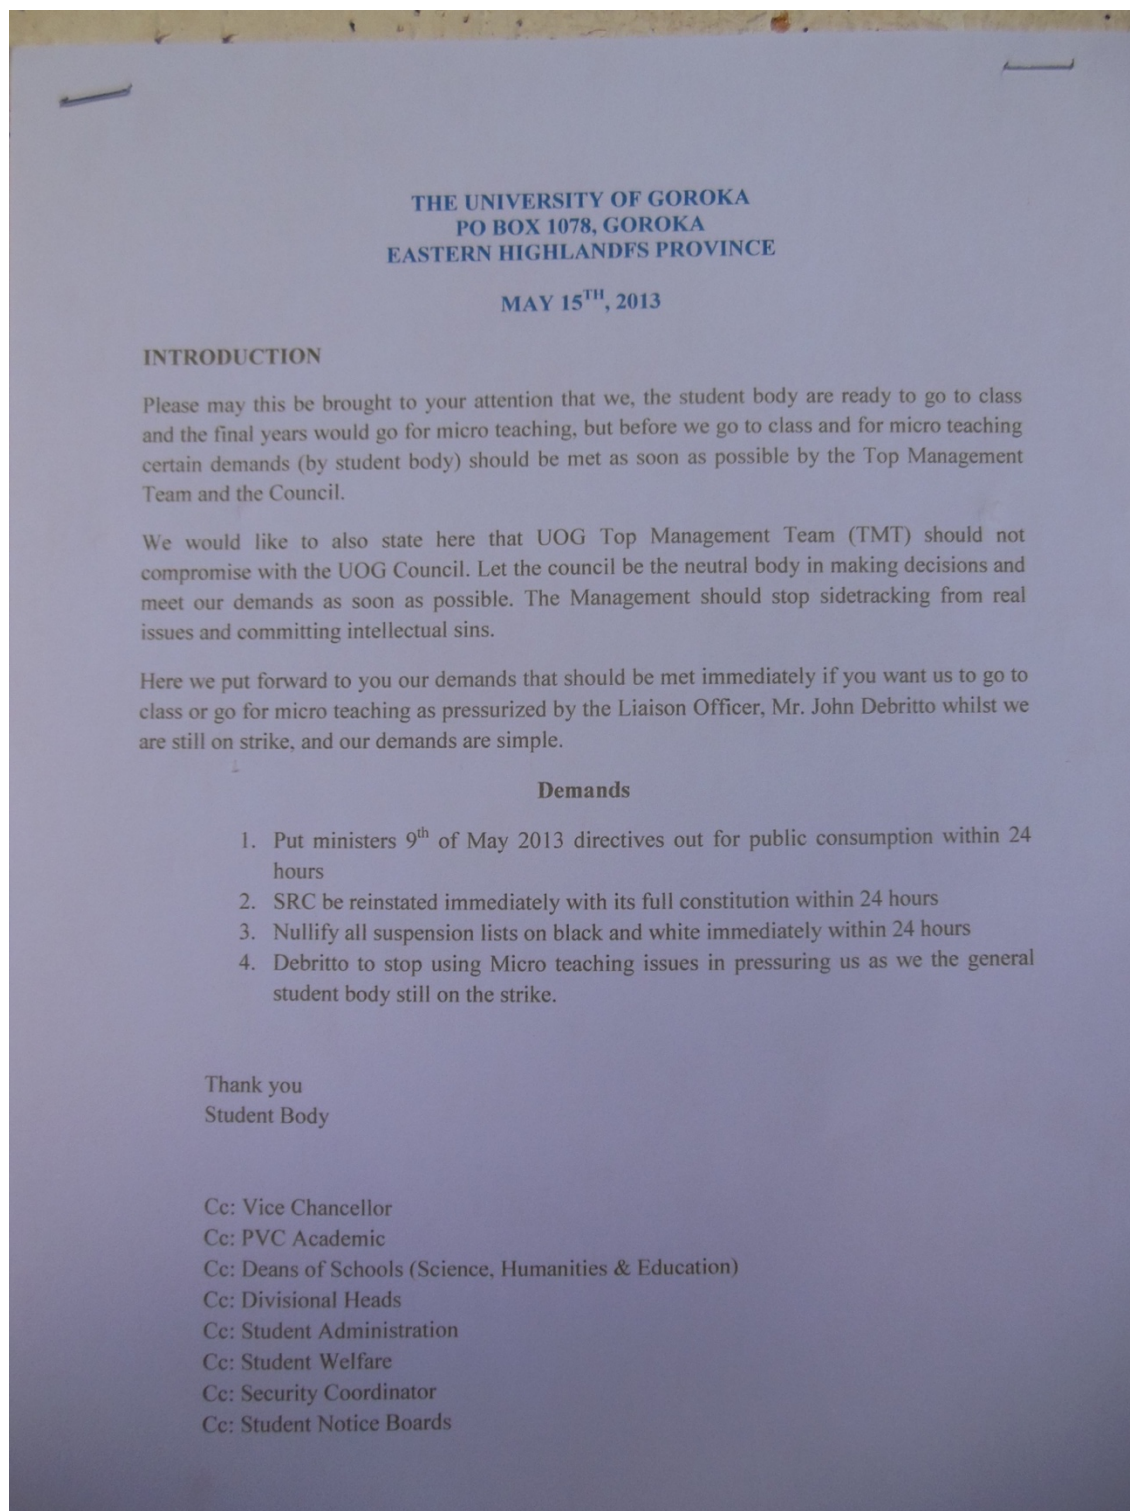 THE UNIVERSITY OF GOROKA
PO BOX 1078, GOROKA
EASTERN HIGHLANDFS PROVINCE
MAY 15TH, 2013
INTRODUCTION
Please may this be brought to your attention that we, the student body are ready to go to class
and the final years would go for micro teaching, but before we go to class and for micro teaching
certain demands (by student body) should be met as soon as possible by the Top Management
Team and the Council.
We would like to also state here that UOG Top Management Team (TMT) should not
compromise with the UOG Council. Let the council be the neutral body in making decisions and
meet our demands as soon as possible. The Management should stop sidetracking from real
issues and committing intellectual sins.
Here we put forward to you our demands that should be met immediately if you want us to go to
class or go for micro teaching as pressurized by the Liaison Officer, Mr. John Debritto whilst we
are still on strike, and our demands are simple.
Demands
1. Put ministers 9th of May 2013 directives out for public consumption within 24
hours
2. SRC be reinstated immediately with its full constitution within 24 hours
3. Nullify all suspension lists on black and white immediately within 24 hours
4. Debritto to stop using Micro teaching issues in pressuring us as we the general
student body still on the strike.
Thank you
Student Body
Cc: Vice Chancellor
Cc: PVC Academic
Cc: Deans of Schools (Science, Humanities & Education)
Cc: Divisional Heads
Cc: Student Administration
Cc: Student Welfare
Cc: Security Coordinator
Cc: Student Notice Boards